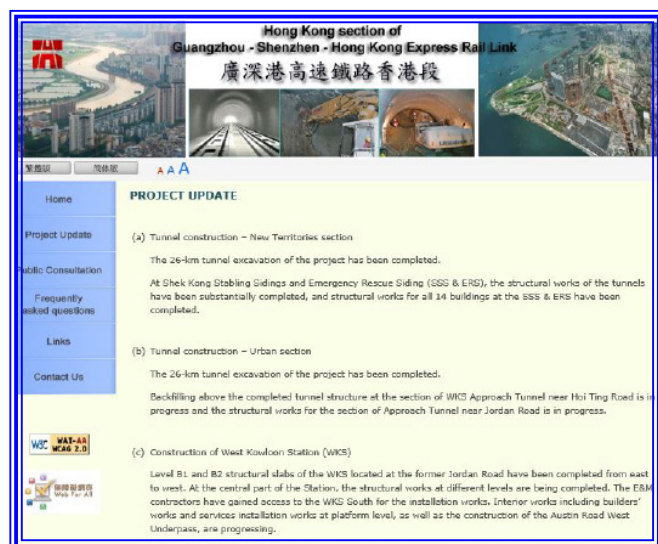 Hong Kong section of
Guangzhou - Shenzhen - Hong Kong Express Rail Link
廣深港高速鐵路香港段
繁體版 简体版 A A A
Home
Project Update
Public Consultation
Frequently
asked questions
Links
Contact Us
W3C WAI-AA
WCAG 2.0
無障礙網頁
Web For All
PROJECT UPDATE
(a) Tunnel construction – New Territories section
The 26-km tunnel excavation of the project has been completed.
At Shek Kong Stabling Sidings and Emergency Rescue Siding (SSS & ERS), the structural works of the tunnels
have been substantially completed, and structural works for all 14 buildings at the SSS & ERS have been
completed.
(b) Tunnel construction – Urban section
The 26-km tunnel excavation of the project has been completed.
Backfilling above the completed tunnel structure at the section of WKS Approach Tunnel near Hoi Ting Road is in
progress and the structural works for the section of Approach Tunnel near Jordan Road is in progress.
(c) Construction of West Kowloon Station (WKS)
Level B1 and B2 structural slabs of the WKS located at the former Jordan Road have been completed from east
to west. At the central part of the Station, the structural works at different levels are being completed. The E&M
contractors have gained access to the WKS South for the installation works. Interior works including builders'
works and services installation works at platform level, as well as the construction of the Austin Road West
Underpass, are progressing.